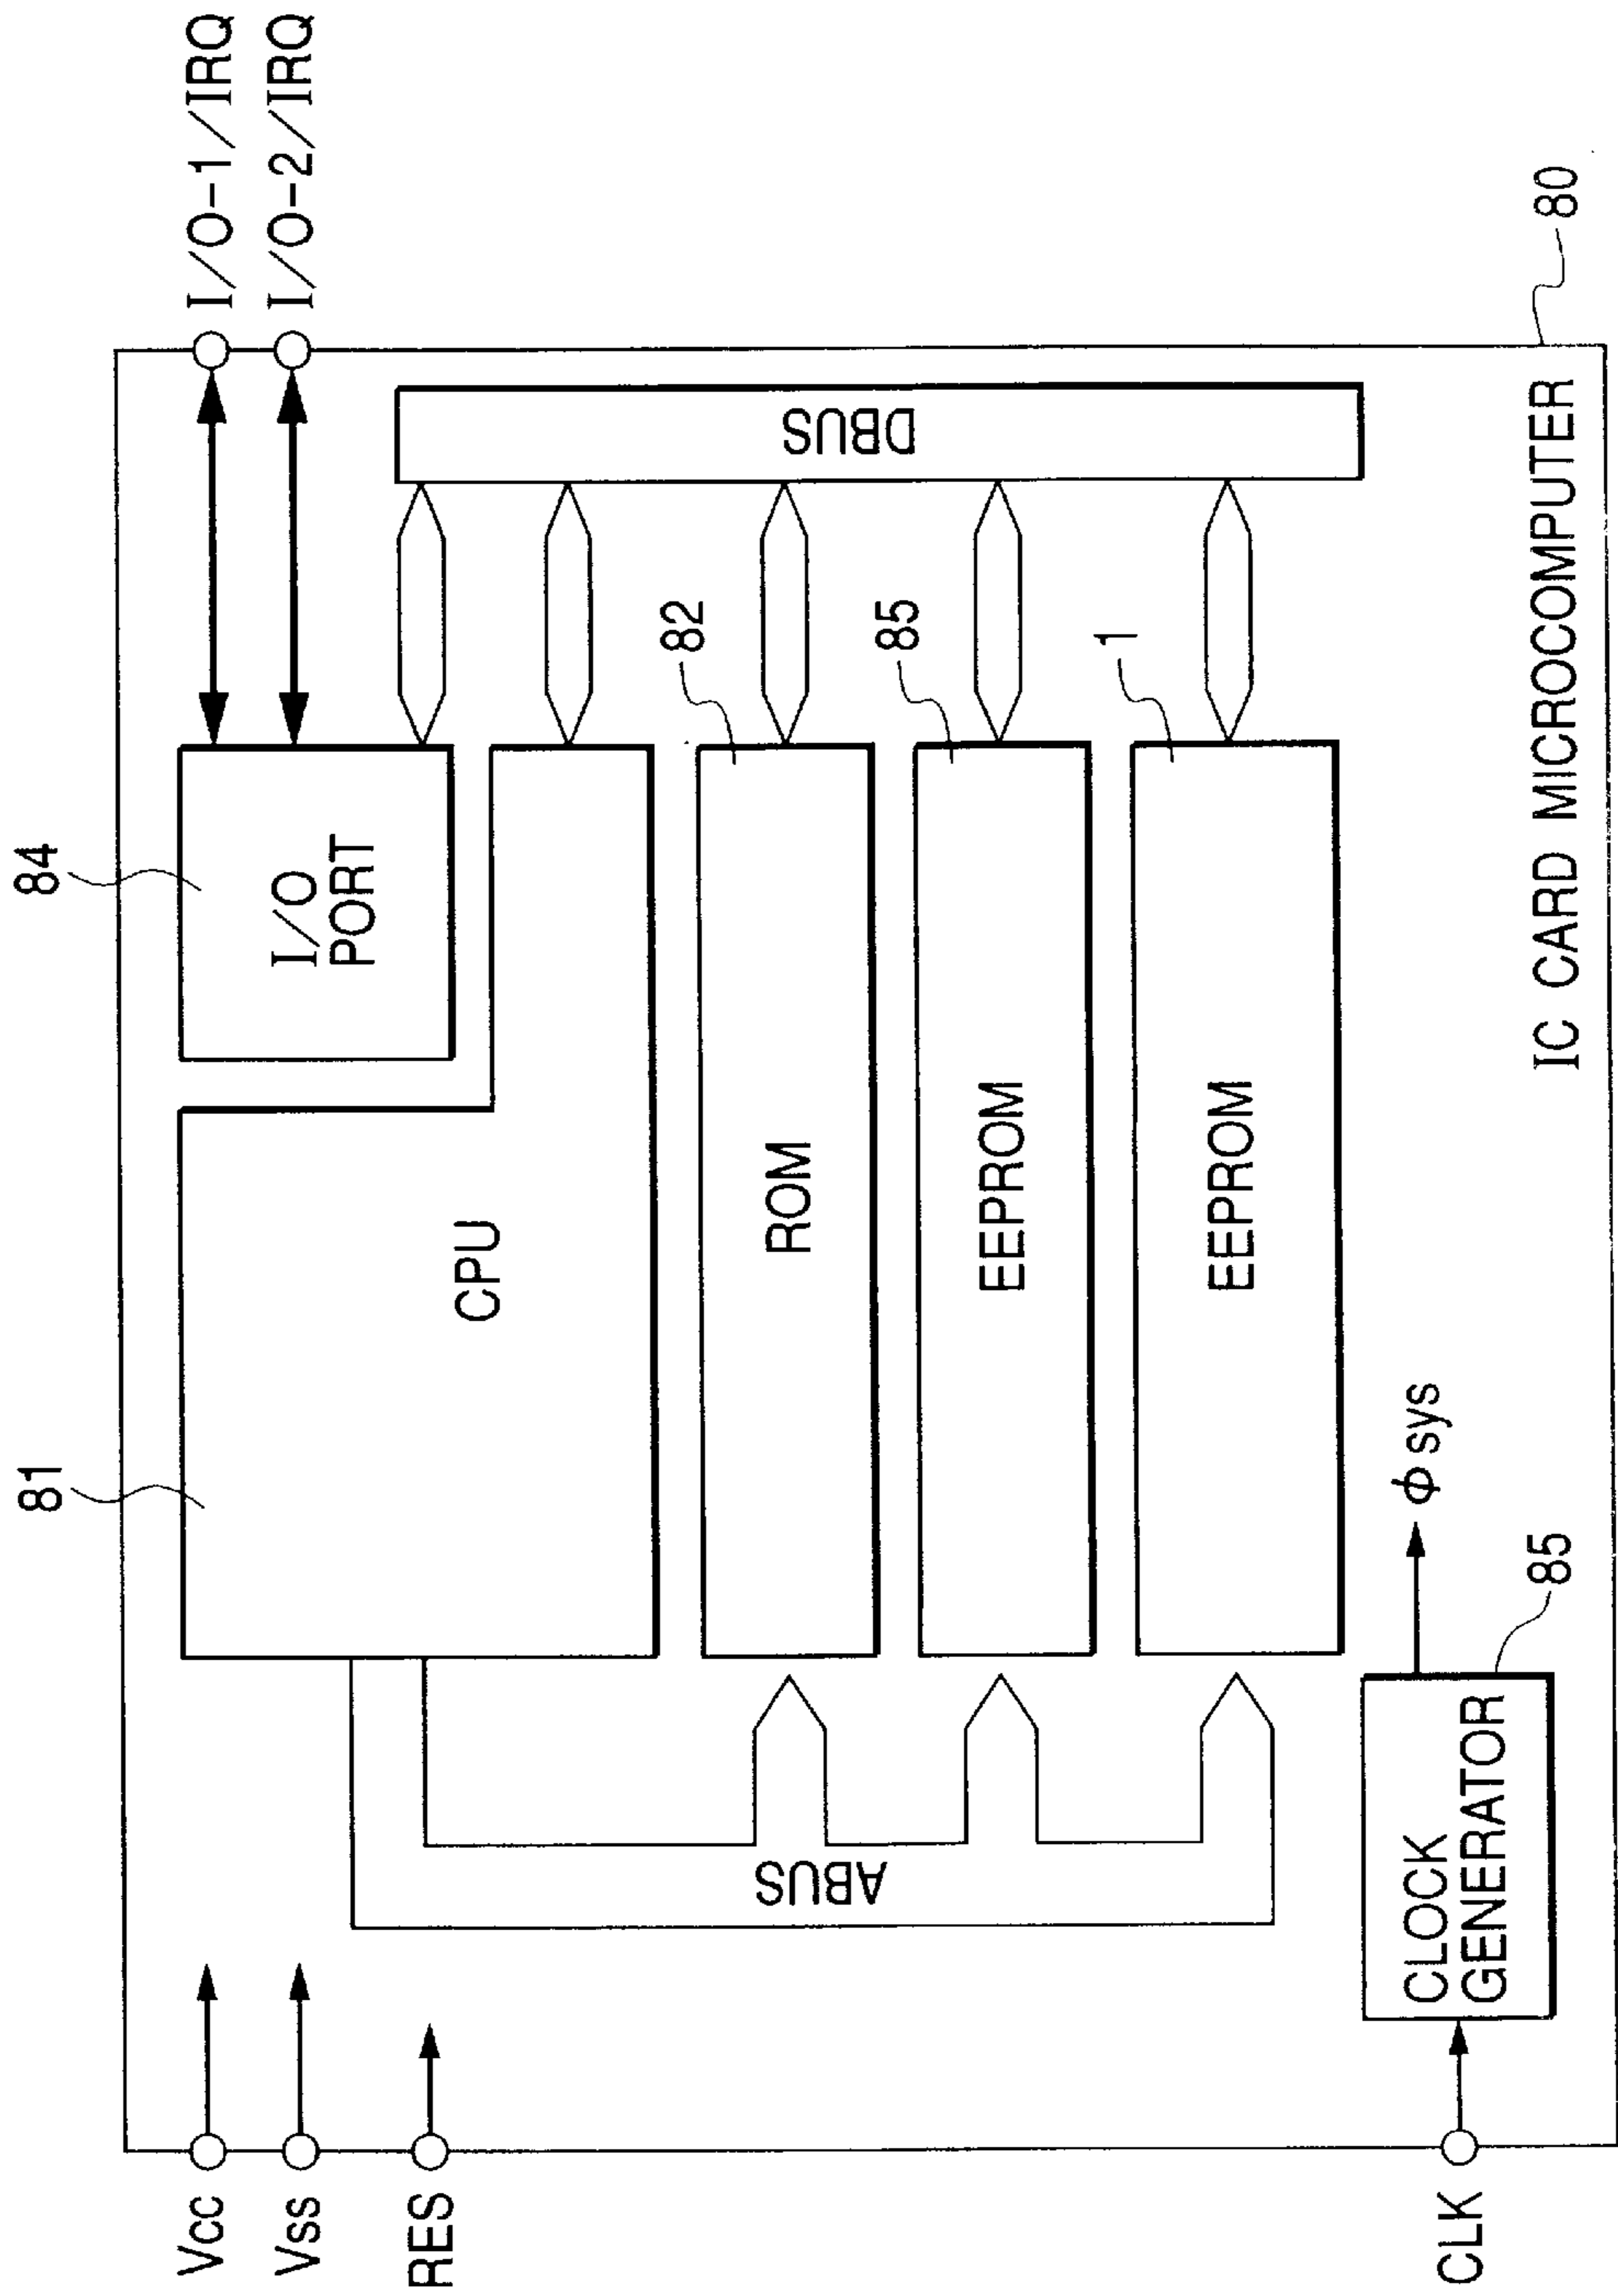 84
81
I/O-1/IRQ
I/O-2/IRQ
Vcc
Vss
I/O
PORT
RES
CPU
82
ROM
DBUS
ABUS
85
EEPROM
1
EEPROM
φsys
CLK
CLOCK
GENERATOR
85
IC CARD MICROCOMPUTER
80